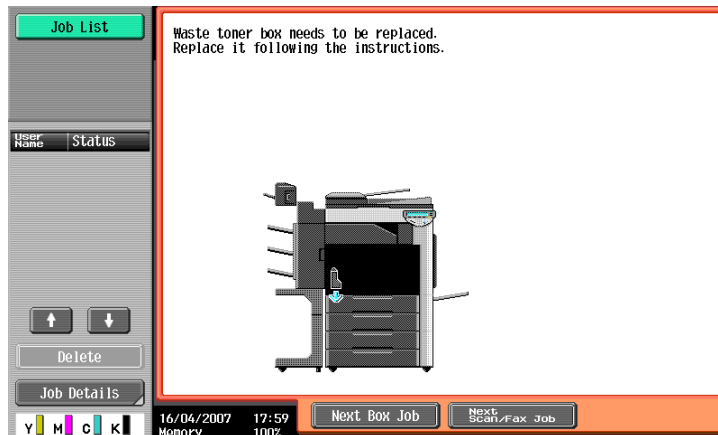 Job List
Waste toner box needs to be replaced.
Replace it following the instructions.
User Name Status
Delete
Job Details
Y M C K
16/04/2007 17:59
Memory 100%
Next Box Job
Next Scan/Fax Job